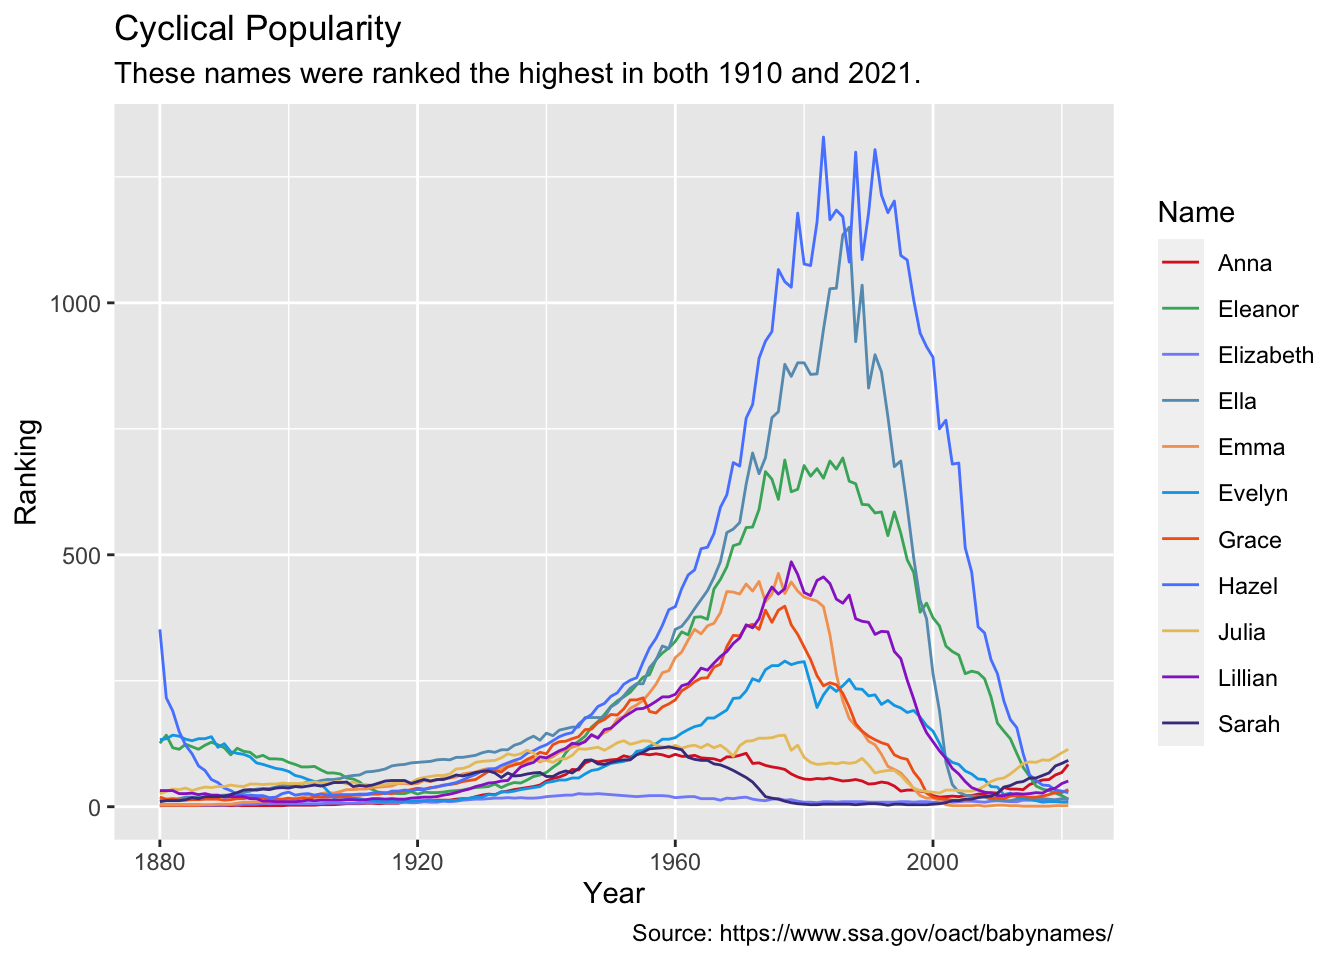 Cyclical Popularity
These names were ranked the highest in both 1910 and 2021.
Ranking
1000
500
0
1880
1920
1960
2000
Year
Name
Anna
Eleanor
Elizabeth
Ella
Emma
Evelyn
Grace
Hazel
Julia
Lillian
Sarah
Source: https://www.ssa.gov/oact/babynames/